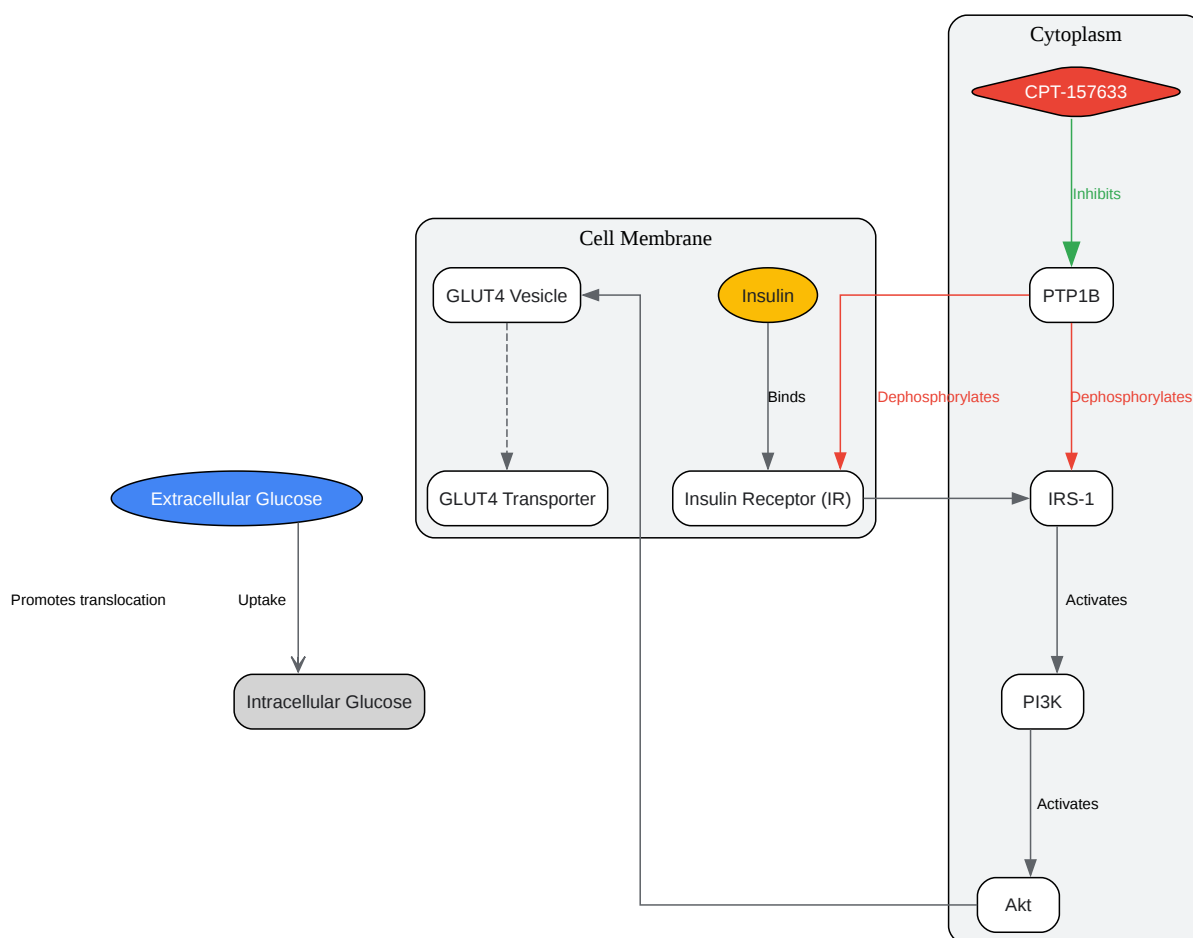 Cytoplasm
CPT-157633
Inhibits
Cell Membrane
GLUT4 Vesicle
Insulin
PTP1B
Binds
Dephosphorylates
Dephosphorylates
Extracellular Glucose
GLUT4 Transporter
Insulin Receptor (IR)
IRS-1
Promotes translocation
Uptake
Activates
Intracellular Glucose
PI3K
Activates
Akt